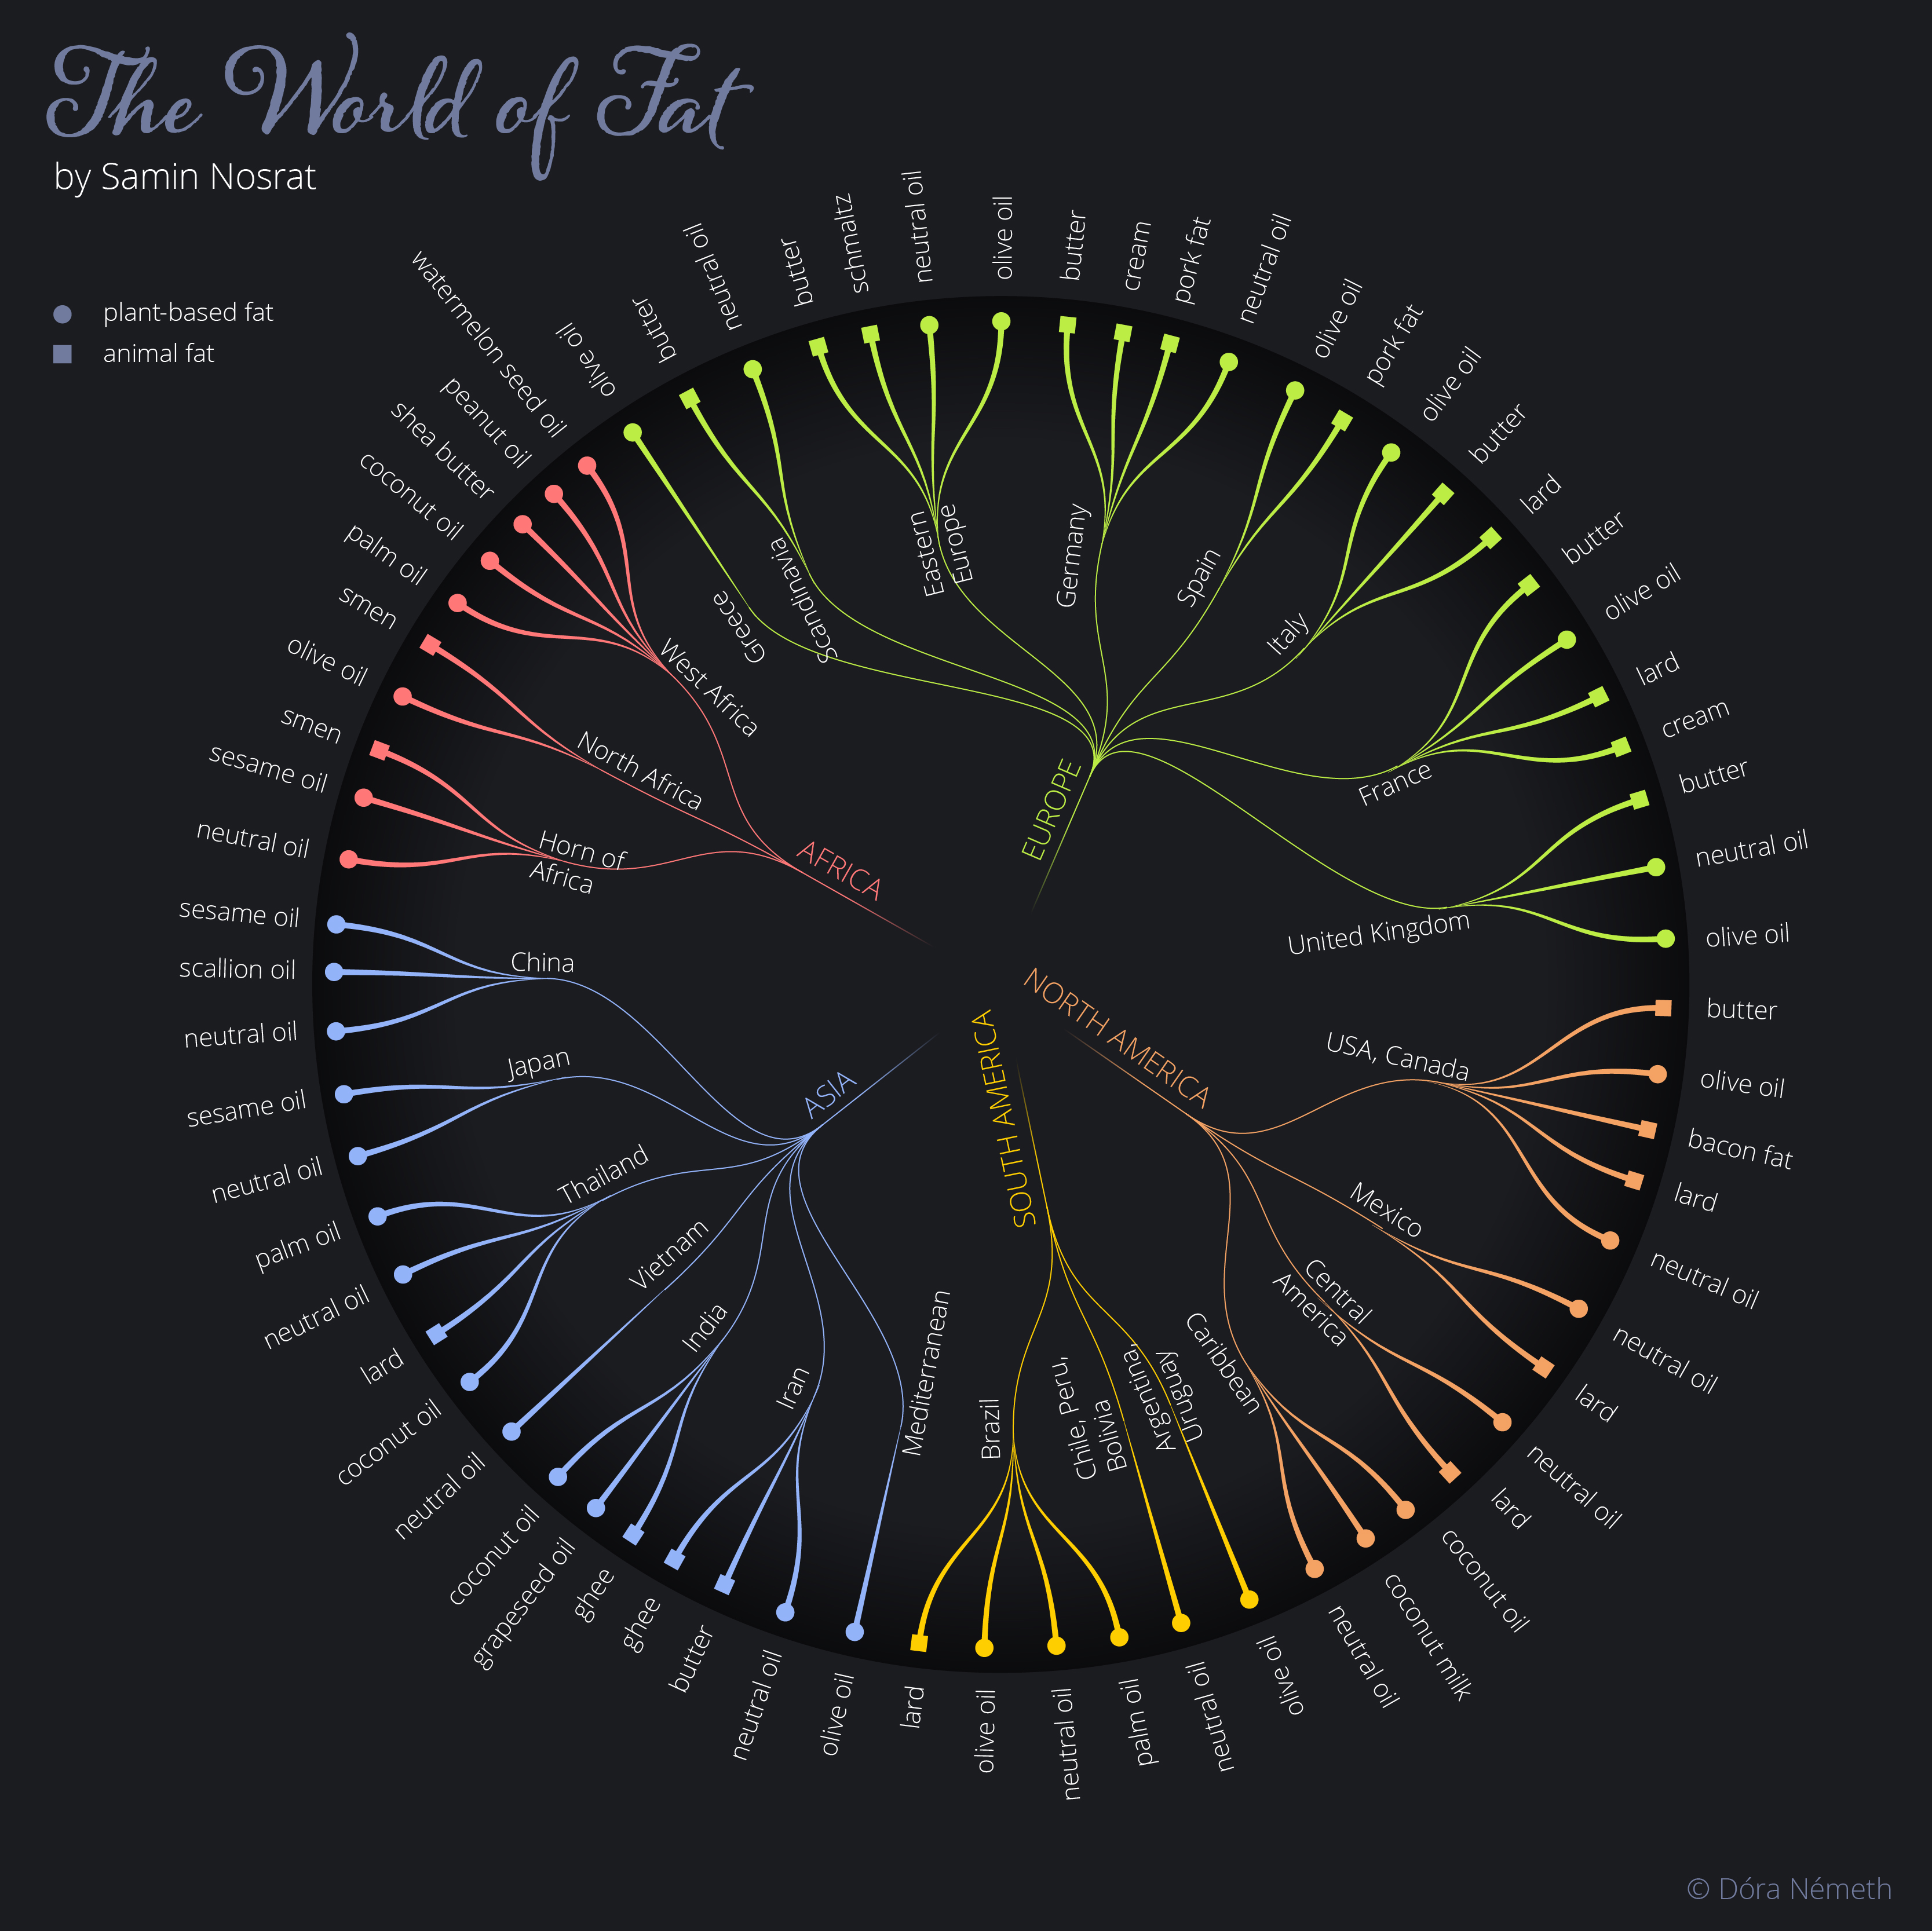 The World of Fat
by Samin Nosrat
plant-based fat
animal fat
EUROPE
Greece
olive oil
Scandinavia
butter
neutral oil
Eastern
Europe
butter
schmaltz
neutral oil
olive oil
Germany
butter
cream
pork fat
neutral oil
Spain
olive oil
pork fat
Italy
olive oil
butter
lard
France
butter
olive oil
lard
cream
United Kingdom
butter
neutral oil
olive oil
NORTH AMERICA
USA, Canada
butter
olive oil
bacon fat
lard
neutral oil
Mexico
neutral oil
lard
Central
America
neutral oil
lard
Caribbean
coconut oil
coconut milk
neutral oil
SOUTH AMERICA
Argentina,
Uruguay
olive oil
Chile, Peru,
Bolivia
neutral oil
Brazil
palm oil
neutral oil
olive oil
lard
ASIA
Mediterranean
olive oil
Iran
neutral oil
butter
ghee
India
ghee
grapeseed oil
coconut oil
Vietnam
neutral oil
Thailand
coconut oil
lard
neutral oil
palm oil
Japan
neutral oil
sesame oil
China
neutral oil
scallion oil
sesame oil
AFRICA
Horn of
Africa
neutral oil
sesame oil
smen
North Africa
olive oil
smen
West Africa
palm oil
coconut oil
shea butter
peanut oil
watermelon seed oil
© Dóra Németh